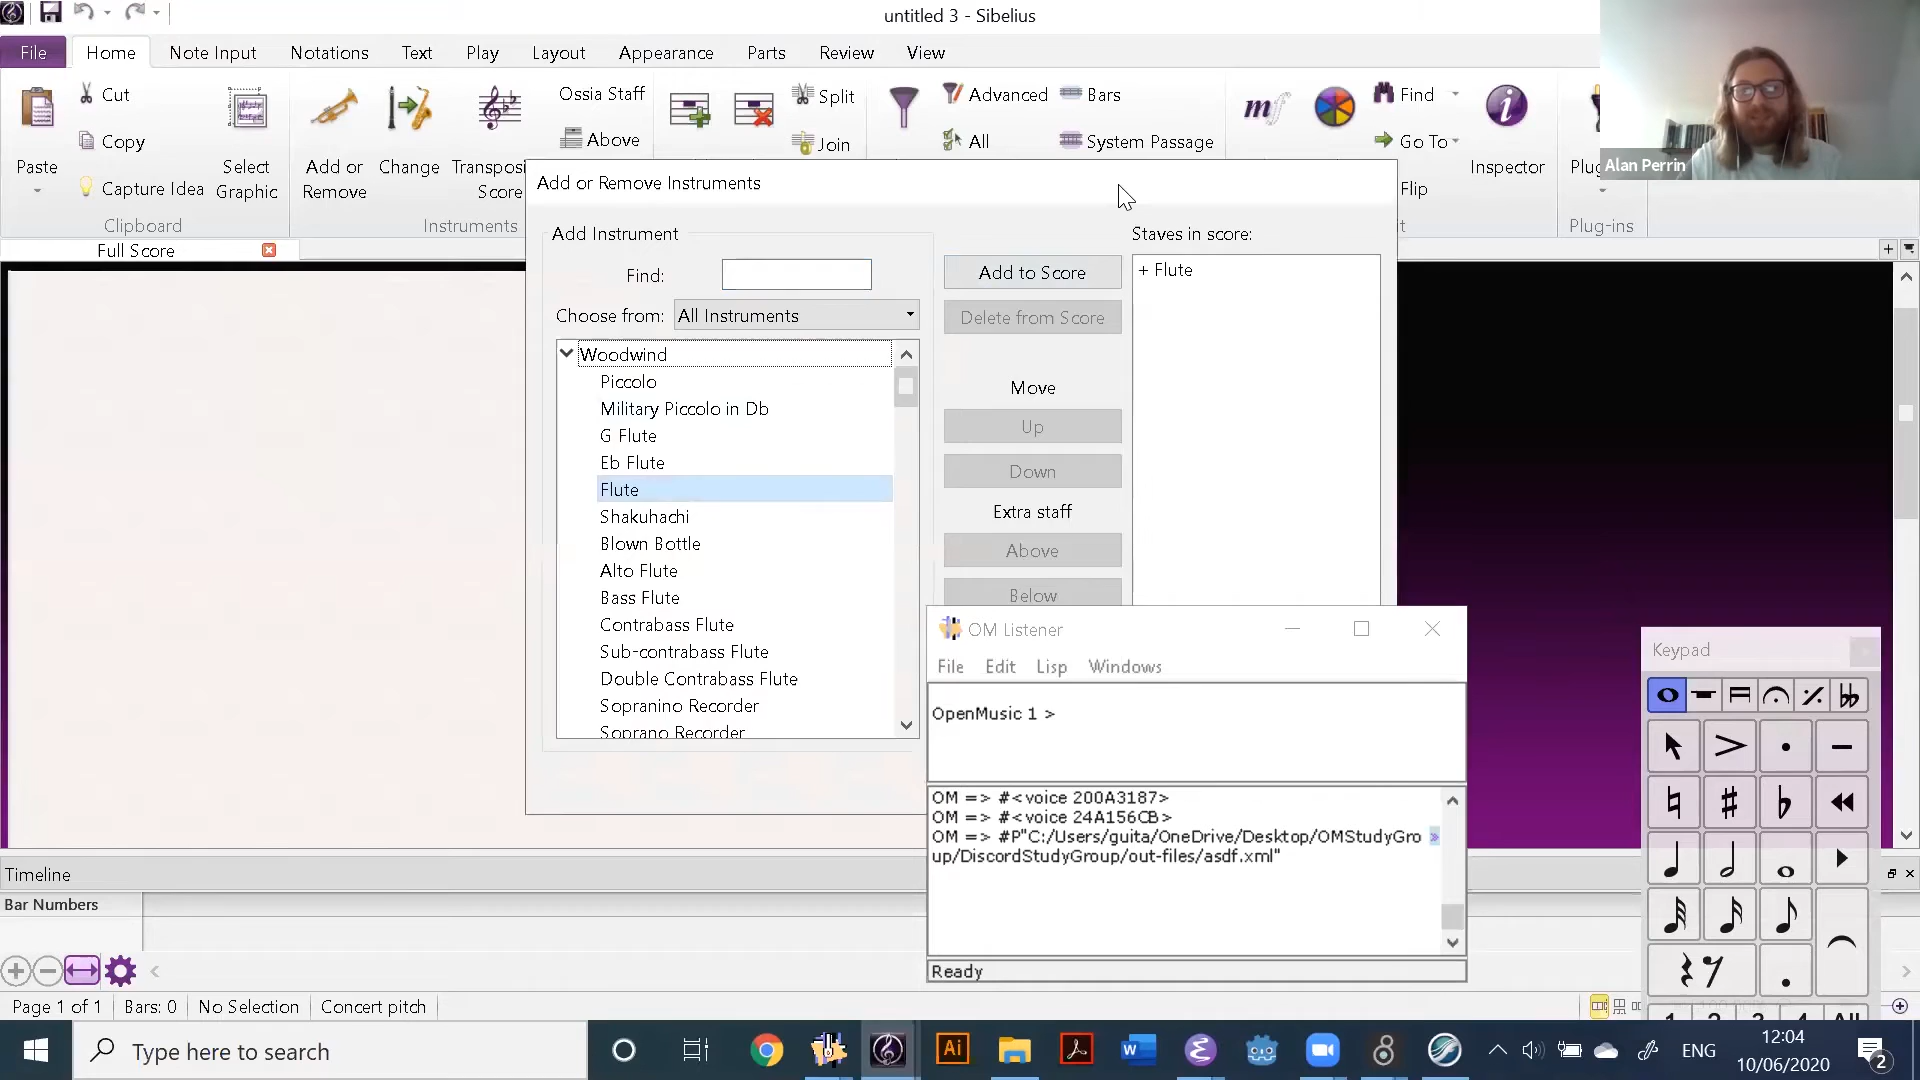 untitled 3 - Sibelius
File Home Note Input Notations Text Play Layout Appearance Parts Review View
Paste
Cut
Copy
Capture Idea
Select Graphic
Clipboard
Add or Remove
Change
Transposi
Score
Instruments
Ossia Staff
Above
Split
Join
Advanced
All
Bars
System Passage
mf
Find
Go To
Flip
Inspector
Plug
Plug-ins
Alan Perrin
Full Score
Add or Remove Instruments
Add Instrument
Find:
Choose from: All Instruments
Woodwind
Piccolo
Military Piccolo in Db
G Flute
Eb Flute
Flute
Shakuhachi
Blown Bottle
Alto Flute
Bass Flute
Contrabass Flute
Sub-contrabass Flute
Double Contrabass Flute
Sopranino Recorder
Soprano Recorder
Add to Score
Delete from Score
Move
Up
Down
Extra staff
Above
Below
Staves in score:
+ Flute
OM Listener
File Edit Lisp Windows
OpenMusic 1 >
OM => #<voice 200A3187>
OM => #<voice 24A156CB>
OM => #P"C:/Users/guita/OneDrive/Desktop/OMStudyGro
up/DiscordStudyGroup/out-files/asdf.xml"
Ready
Keypad
Timeline
Bar Numbers
Page 1 of 1 Bars: 0 No Selection Concert pitch
Type here to search
Ai
ENG
12:04
10/06/2020
2